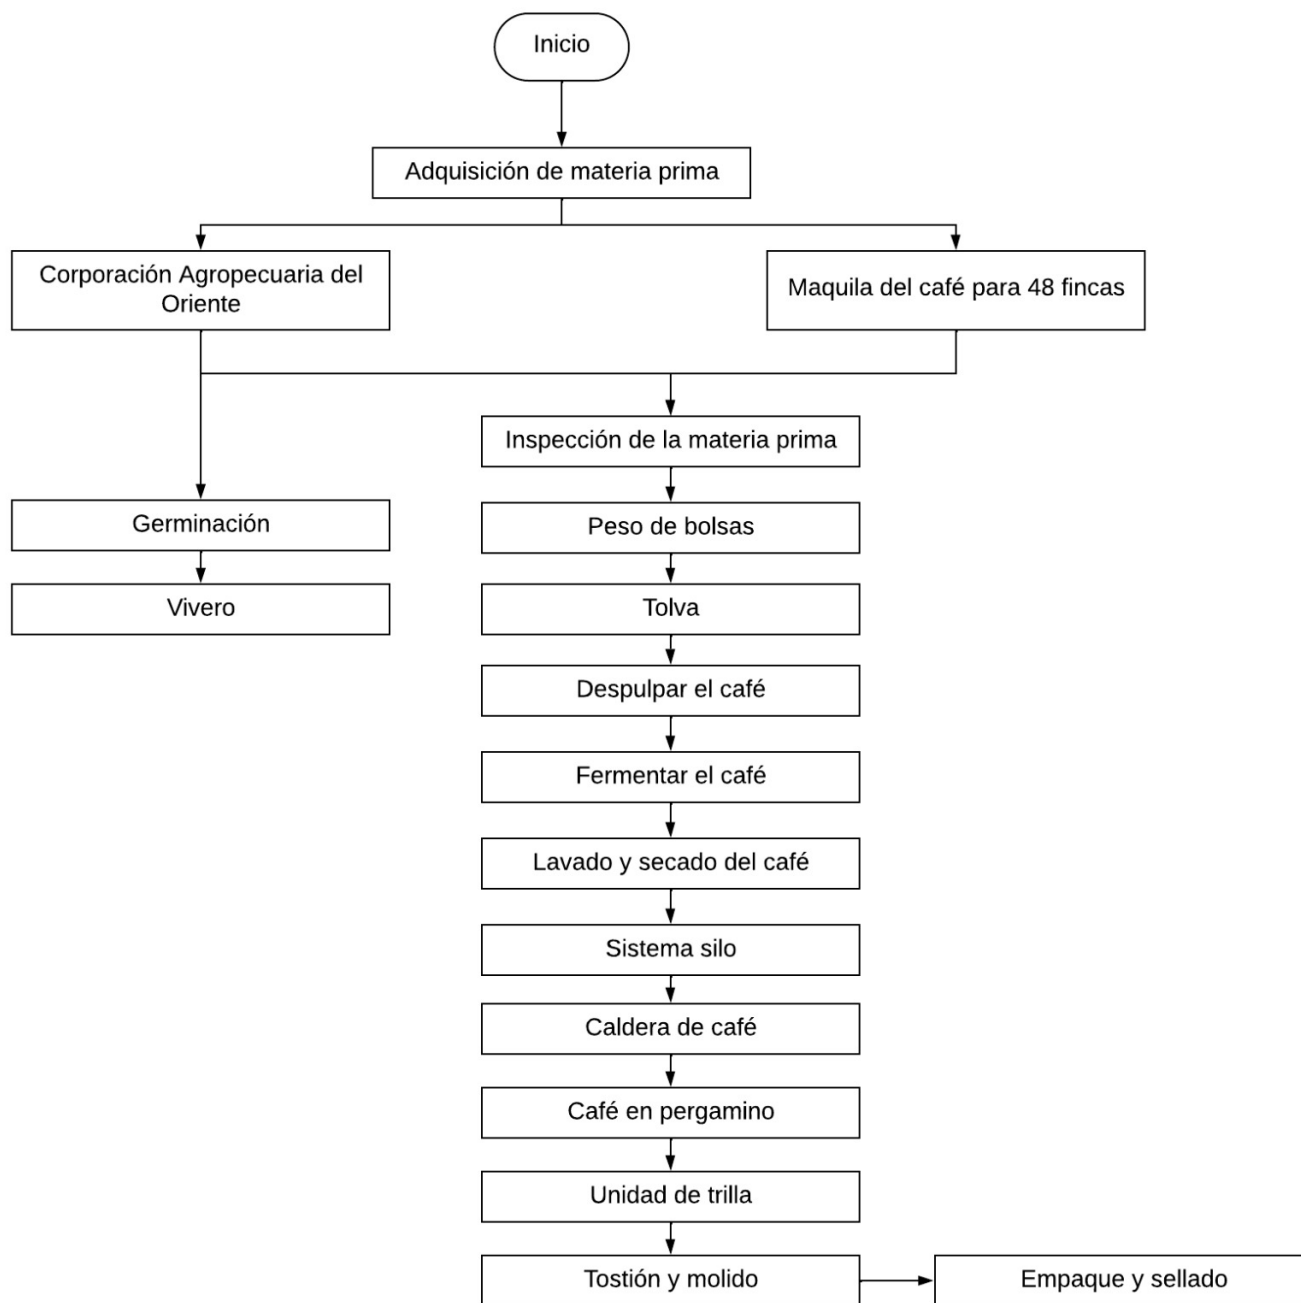 Inicio
Adquisición de materia prima
Corporación Agropecuaria del
Oriente
Maquila del café para 48 fincas
Inspección de la materia prima
Germinación
Peso de bolsas
Vivero
Tolva
Despulpar el café
Fermentar el café
Lavado y secado del café
Sistema silo
Caldera de café
Café en pergamino
Unidad de trilla
Tostión y molido
Empaque y sellado